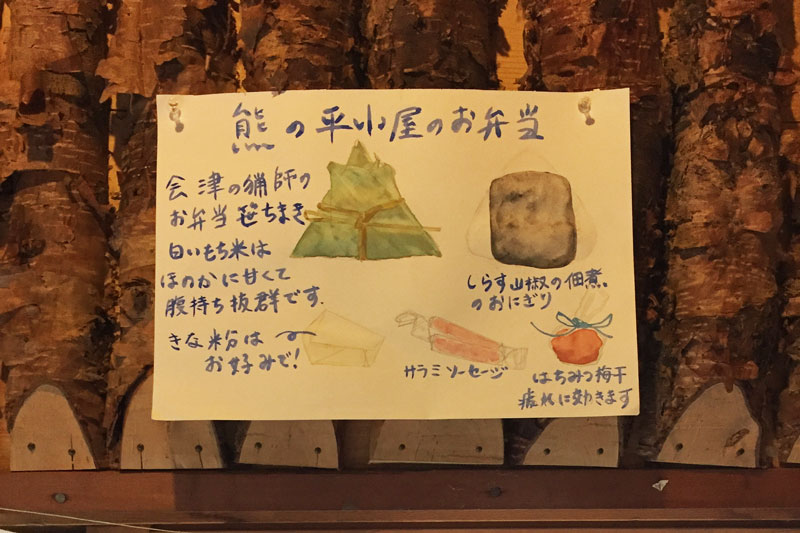 熊の平小屋のお弁当
会津の猟師の
お弁当 笹ちまき
白いもち米は
ほのかに甘くて
腹持ち抜群です.
きな粉は
お好みで!
しらす山椒の佃煮
のおにぎり
サラミソーセージ
はちみつ梅干
疲れに効きます